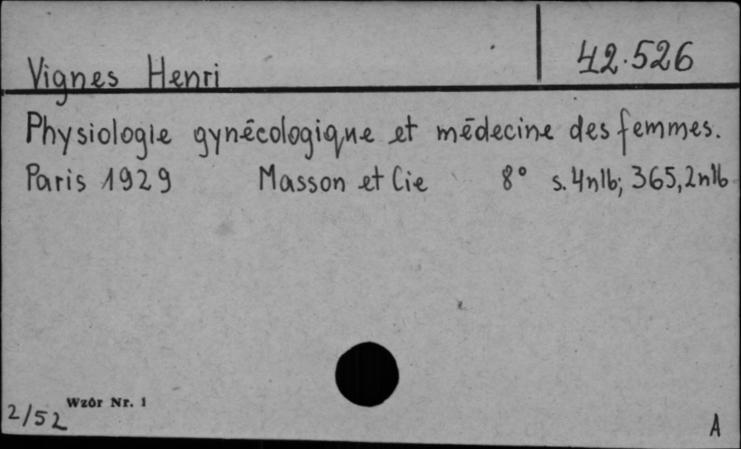 Vignes Henri 42.526
Physiologie gynécologique et médecine des femmes.
Paris 1929 Masson et Cie 8° s. 4nlb; 365, 2nlb
Wzór Nr. 1
2/52
A